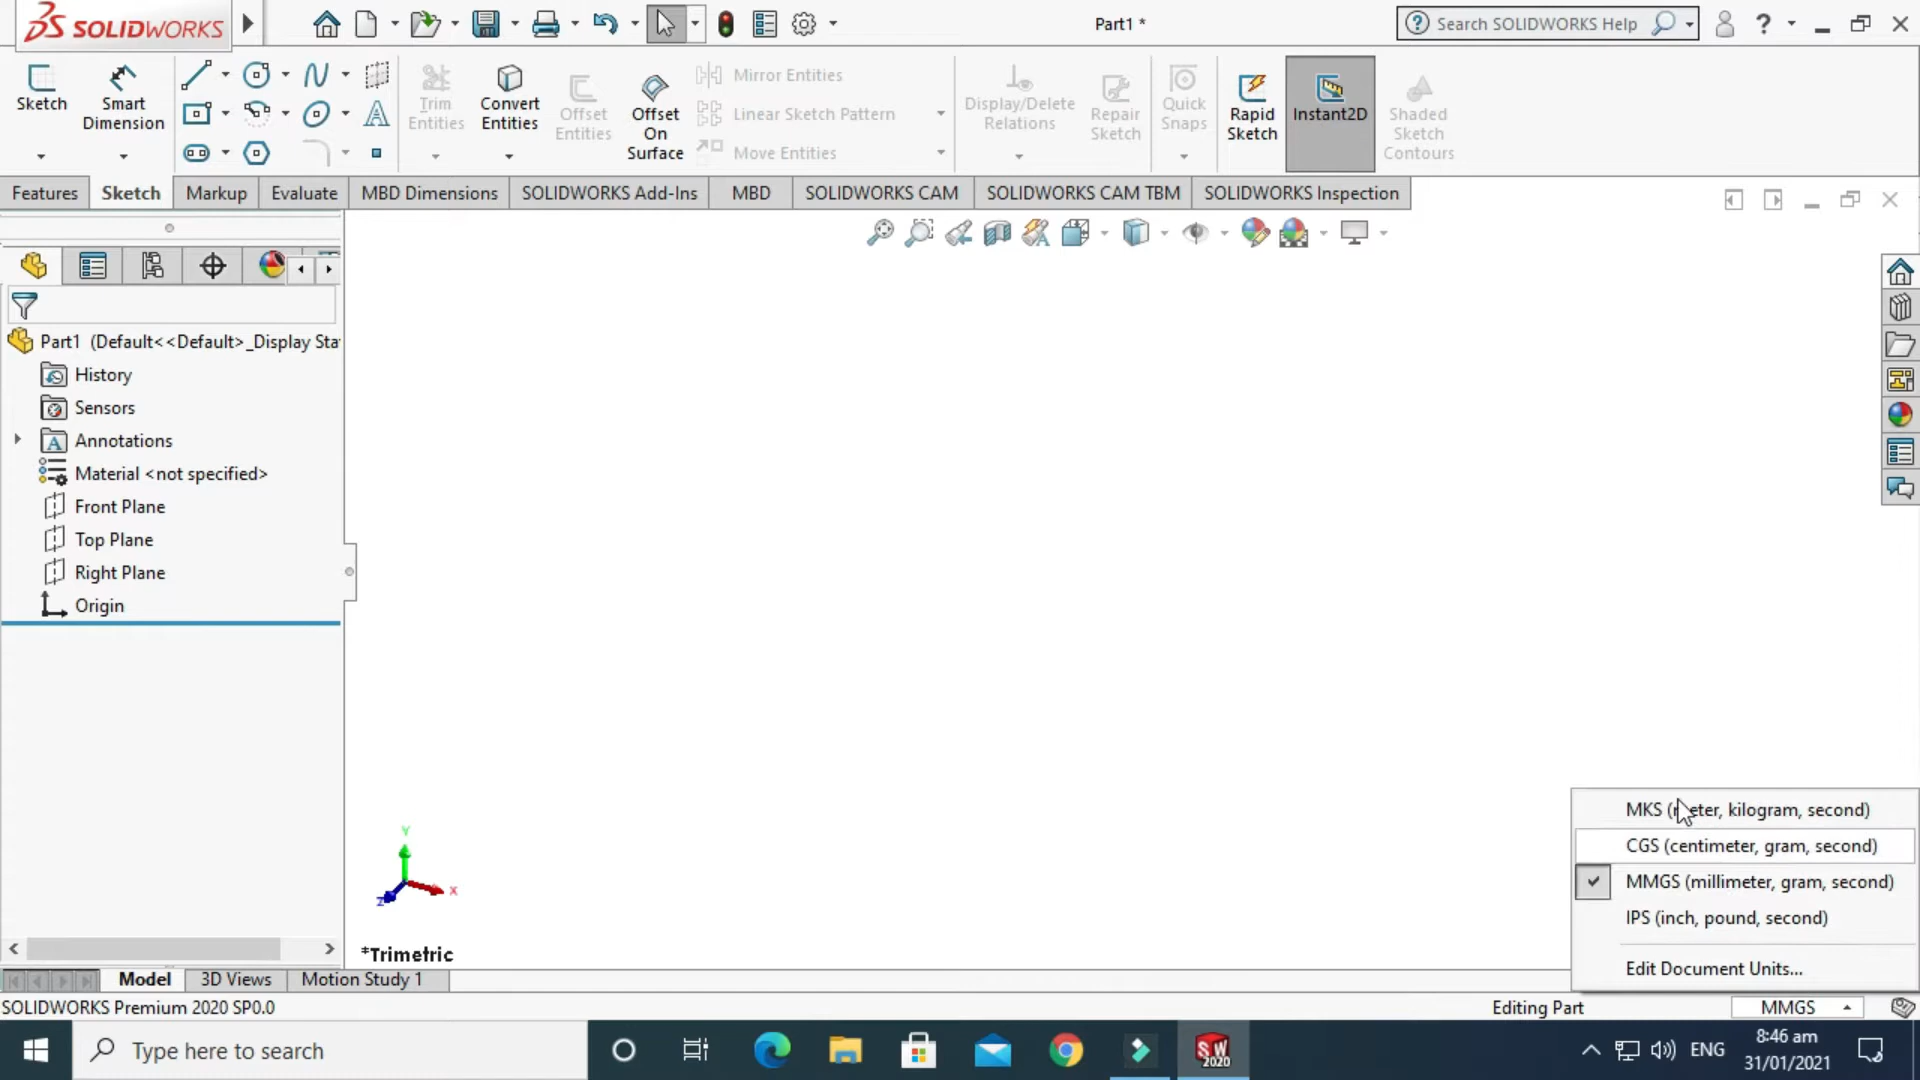 SOLIDWORKS
Part1 *
Search SOLIDWORKS Help
Sketch
Smart Dimension
Trim Entities
Convert Entities
Offset Entities
Offset On Surface
Mirror Entities
Linear Sketch Pattern
Move Entities
Display/Delete Relations
Repair Sketch
Quick Snaps
Rapid Sketch
Instant2D
Shaded Sketch Contours
Features
Sketch
Markup
Evaluate
MBD Dimensions
SOLIDWORKS Add-Ins
MBD
SOLIDWORKS CAM
SOLIDWORKS CAM TBM
SOLIDWORKS Inspection
Part1 (Default<<Default>_Display Sta
History
Sensors
Annotations
Material <not specified>
Front Plane
Top Plane
Right Plane
Origin
Y
X
Z
*Trimetric
MKS (meter, kilogram, second)
CGS (centimeter, gram, second)
MMGS (millimeter, gram, second)
IPS (inch, pound, second)
Edit Document Units...
Model
3D Views
Motion Study 1
SOLIDWORKS Premium 2020 SP0.0
Editing Part
MMGS
Type here to search
SW 2020
ENG
8:46 am
31/01/2021